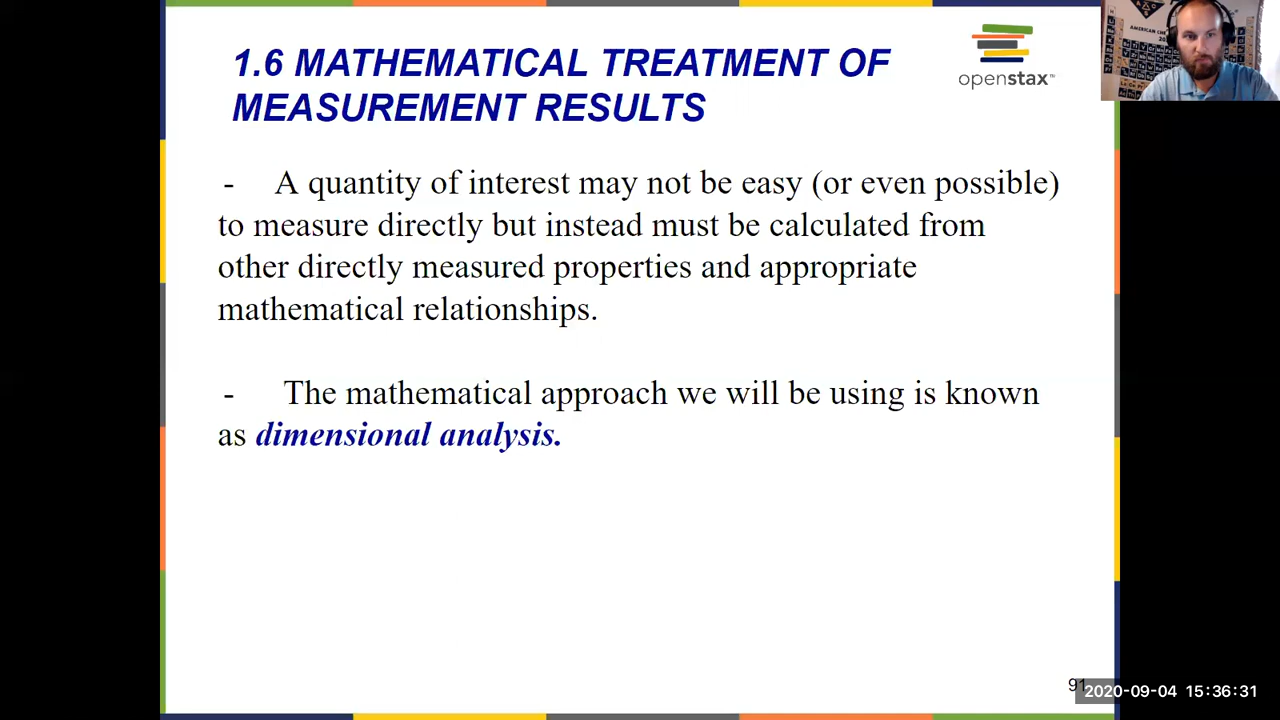 1.6 MATHEMATICAL TREATMENT OF
MEASUREMENT RESULTS
openstax™
- A quantity of interest may not be easy (or even possible)
to measure directly but instead must be calculated from
other directly measured properties and appropriate
mathematical relationships.
- The mathematical approach we will be using is known
as dimensional analysis.
2020-09-04 15:36:31